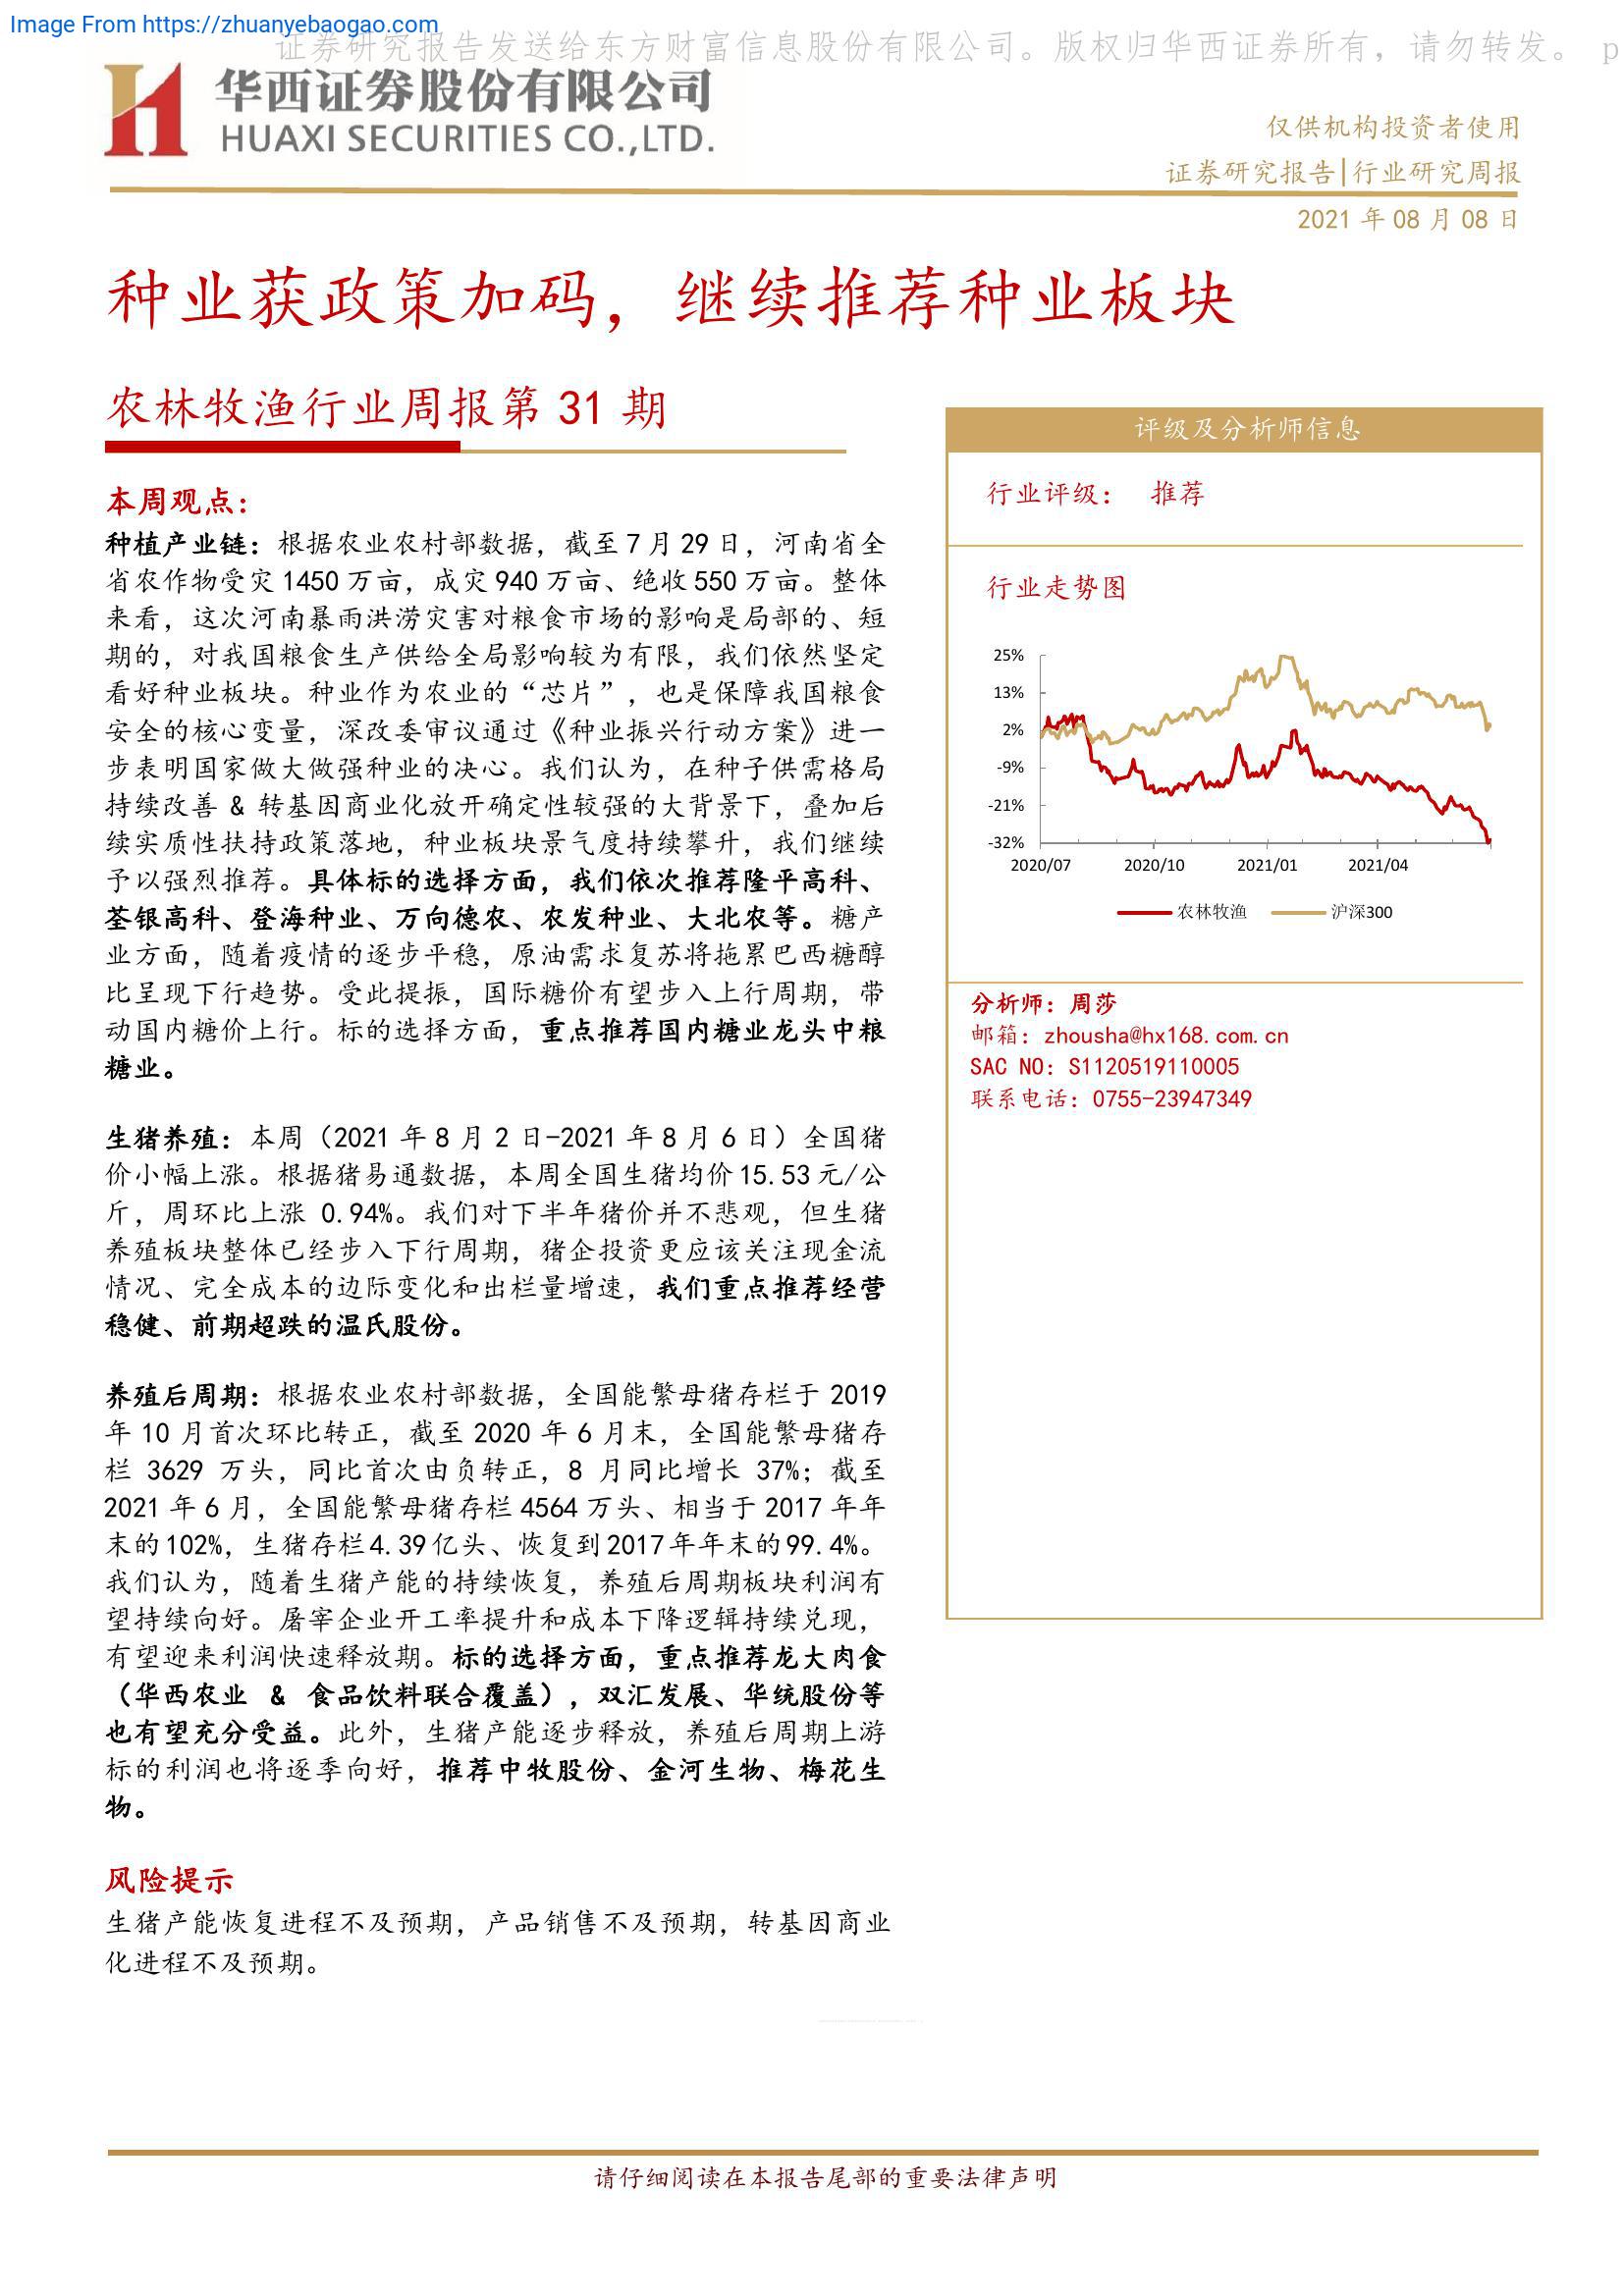 Image From https://zhuanyebaogao.com
证券研究报告发送给东方财富信息股份有限公司。版权归华西证券所有，请勿转发。 p
华西证券股份有限公司
HUAXI SECURITIES CO.,LTD.
仅供机构投资者使用
证券研究报告|行业研究周报
2021 年 08 月 08 日
种业获政策加码，继续推荐种业板块
农林牧渔行业周报第 31 期
本周观点：
种植产业链：根据农业农村部数据，截至 7 月 29 日，河南省全
省农作物受灾 1450 万亩，成灾 940 万亩、绝收 550 万亩。整体
来看，这次河南暴雨洪涝灾害对粮食市场的影响是局部的、短
期的，对我国粮食生产供给全局影响较为有限，我们依然坚定
看好种业板块。种业作为农业的“芯片”，也是保障我国粮食
安全的核心变量，深改委审议通过《种业振兴行动方案》进一
步表明国家做大做强种业的决心。我们认为，在种子供需格局
持续改善 & 转基因商业化放开确定性较强的大背景下，叠加后
续实质性扶持政策落地，种业板块景气度持续攀升，我们继续
予以强烈推荐。具体标的选择方面，我们依次推荐隆平高科、
荃银高科、登海种业、万向德农、农发种业、大北农等。糖产
业方面，随着疫情的逐步平稳，原油需求复苏将拖累巴西糖醇
比呈现下行趋势。受此提振，国际糖价有望步入上行周期，带
动国内糖价上行。标的选择方面，重点推荐国内糖业龙头中粮
糖业。
生猪养殖：本周（2021 年 8 月 2 日-2021 年 8 月 6 日）全国猪
价小幅上涨。根据猪易通数据，本周全国生猪均价 15.53 元/公
斤，周环比上涨 0.94%。我们对下半年猪价并不悲观，但生猪
养殖板块整体已经步入下行周期，猪企投资更应该关注现金流
情况、完全成本的边际变化和出栏量增速，我们重点推荐经营
稳健、前期超跌的温氏股份。
养殖后周期：根据农业农村部数据，全国能繁母猪存栏于 2019
年 10 月首次环比转正，截至 2020 年 6 月末，全国能繁母猪存
栏 3629 万头，同比首次由负转正，8 月同比增长 37%；截至
2021 年 6 月，全国能繁母猪存栏 4564 万头、相当于 2017 年年
末的 102%，生猪存栏 4.39 亿头、恢复到 2017 年年末的 99.4%。
我们认为，随着生猪产能的持续恢复，养殖后周期板块利润有
望持续向好。屠宰企业开工率提升和成本下降逻辑持续兑现，
有望迎来利润快速释放期。标的选择方面，重点推荐龙大肉食
（华西农业 & 食品饮料联合覆盖），双汇发展、华统股份等
也有望充分受益。此外，生猪产能逐步释放，养殖后周期上游
标的利润也将逐季向好，推荐中牧股份、金河生物、梅花生
物。
风险提示
生猪产能恢复进程不及预期，产品销售不及预期，转基因商业
化进程不及预期。
评级及分析师信息
行业评级： 推荐
行业走势图
25%
13%
2%
-9%
-21%
-32%
2020/07 2020/10 2021/01 2021/04
农林牧渔 沪深300
分析师：周莎
邮箱：zhousha@hx168.com.cn
SAC NO：S1120519110005
联系电话：0755-23947349
请仔细阅读在本报告尾部的重要法律声明